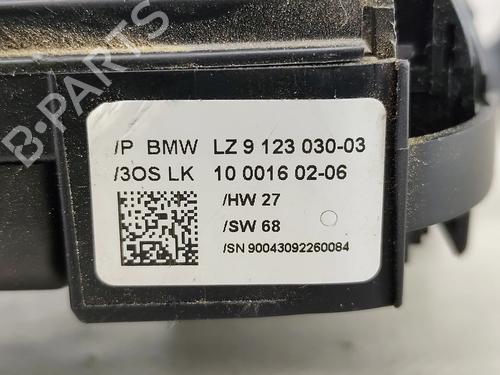 B-PARTS
/P BMW LZ 9 123 030-03
/3OS LK 10 0016 02-06
/HW 27
/SW 68
/SN 90043092260084